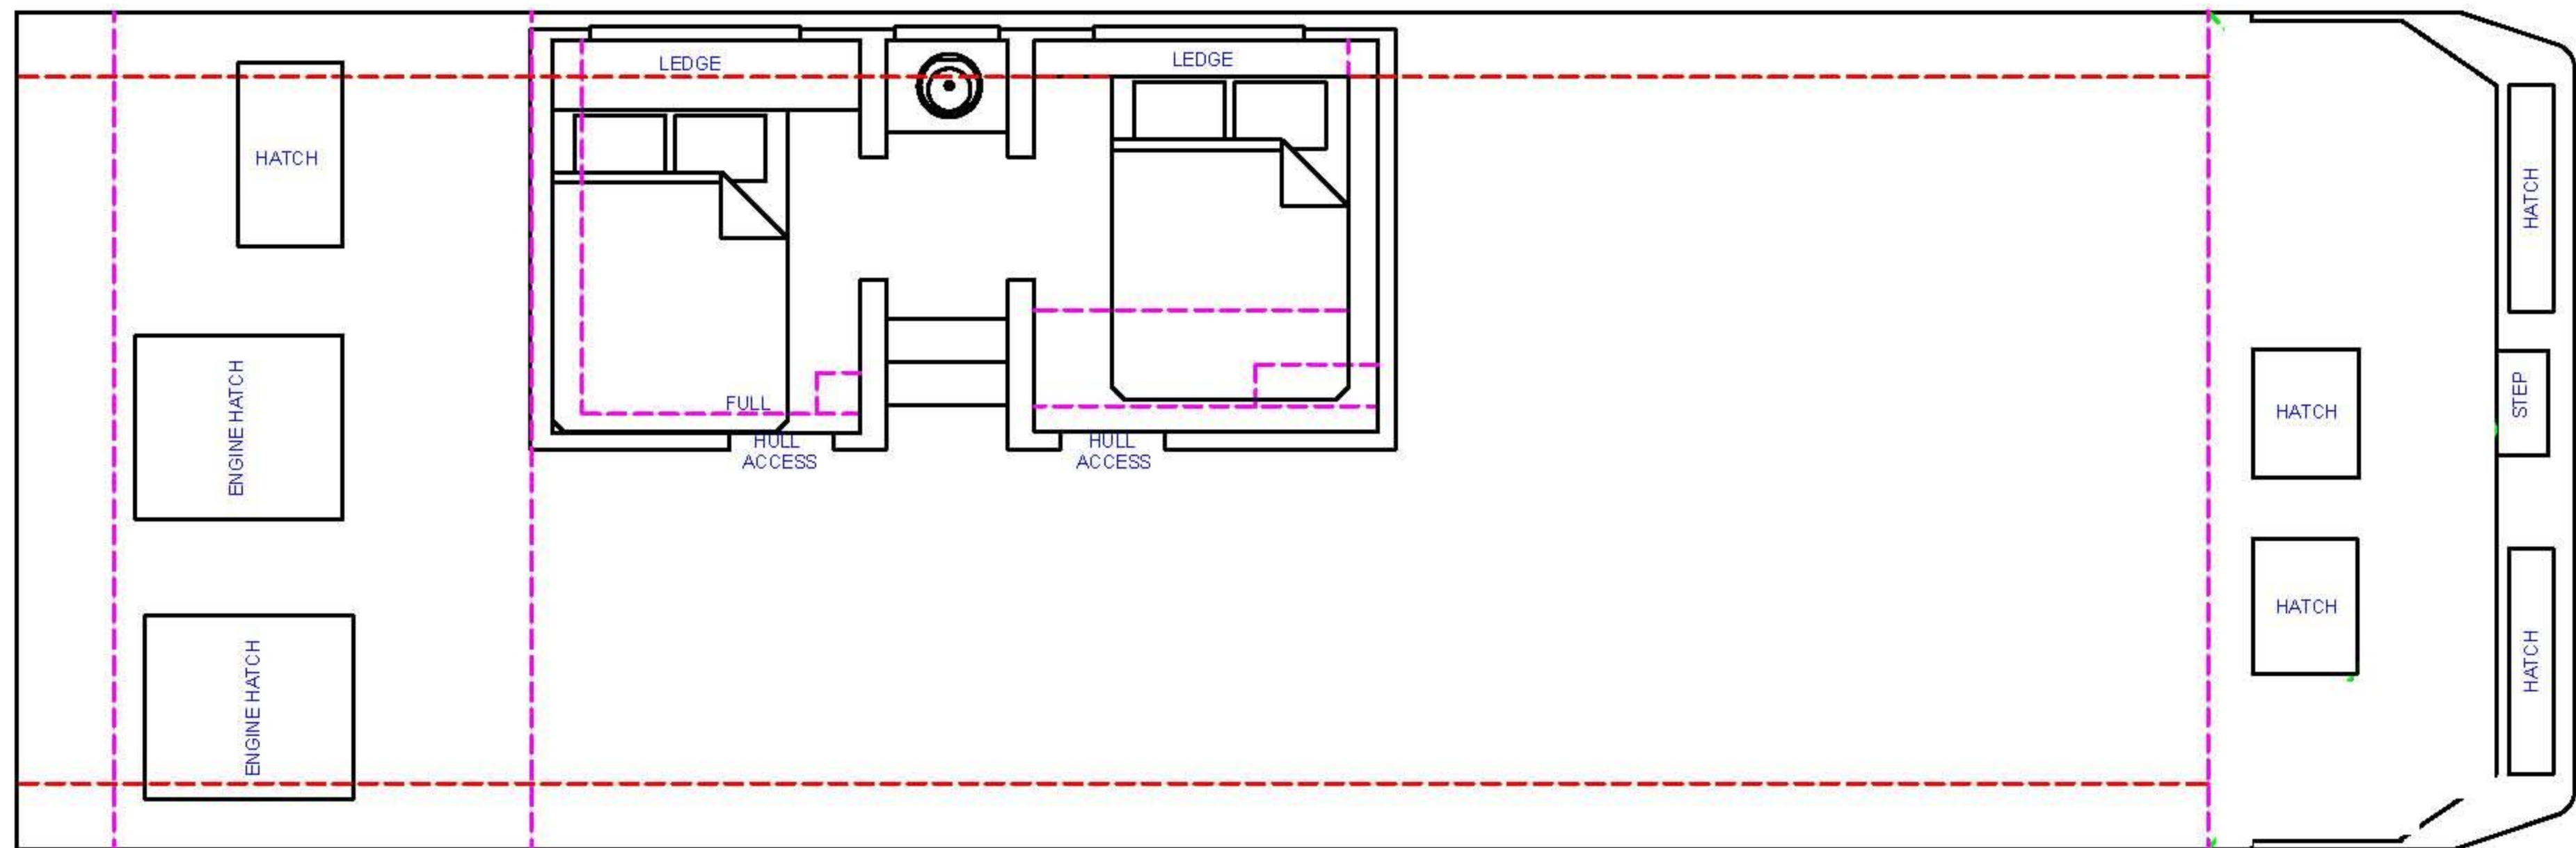 LEDGE
LEDGE
HATCH
HATCH
ENGINE HATCH
FULL
HULL
ACCESS
HULL
ACCESS
HATCH
STEP
HATCH
ENGINE HATCH
HATCH